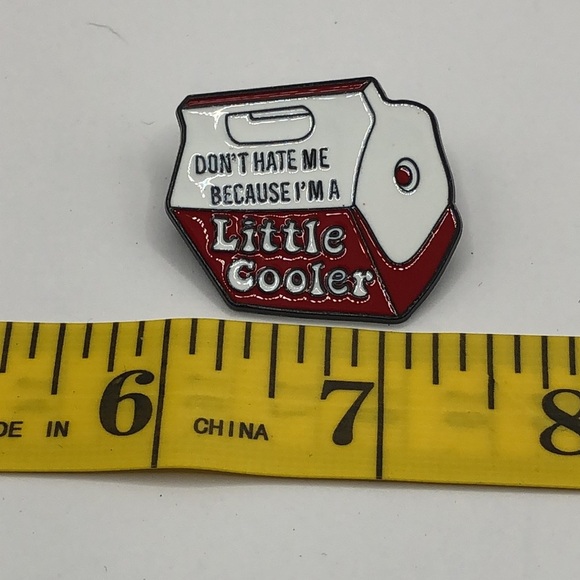 DON'T HATE ME
BECAUSE I'M A
Little
Cooler
DE IN CHINA
6 7 8